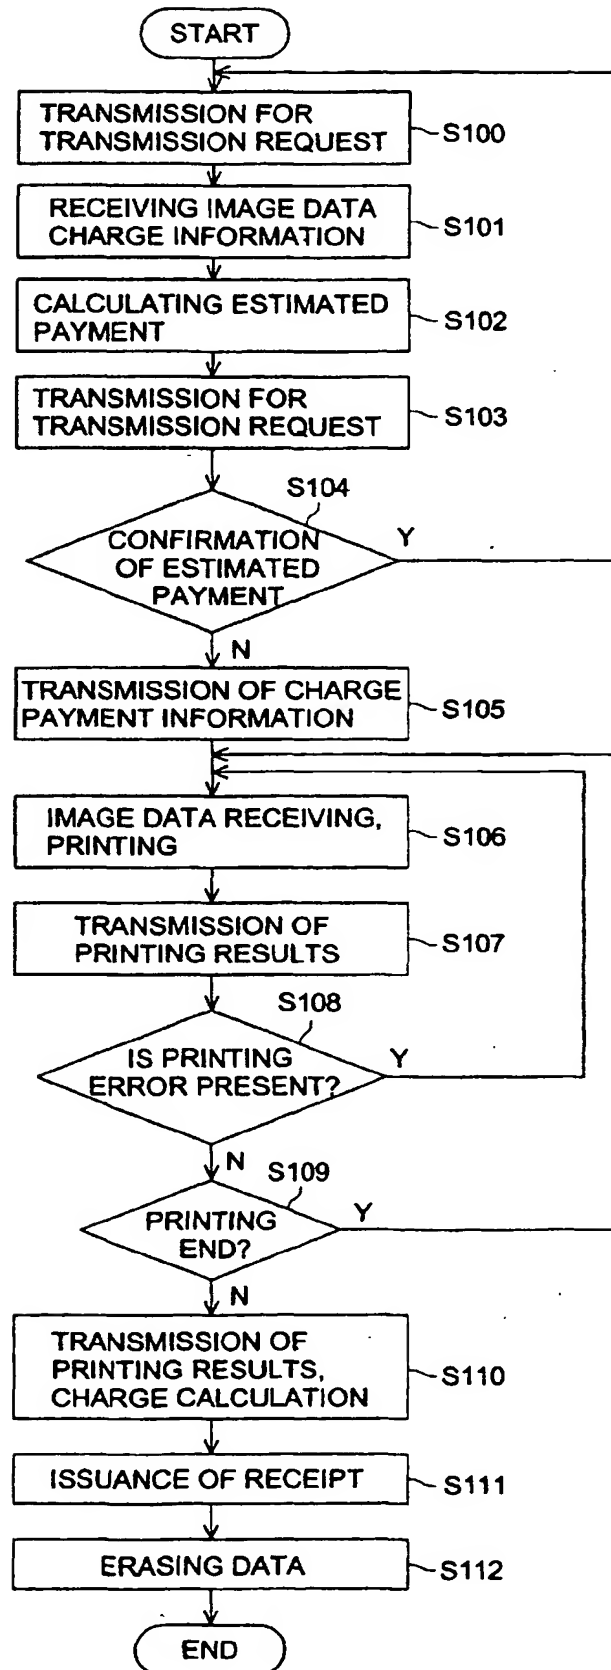 START
TRANSMISSION FOR
TRANSMISSION REQUEST
S100
RECEIVING IMAGE DATA
CHARGE INFORMATION
S101
CALCULATING ESTIMATED
PAYMENT
S102
TRANSMISSION FOR
TRANSMISSION REQUEST
S103
S104
CONFIRMATION
OF ESTIMATED
PAYMENT
Y
N
TRANSMISSION OF CHARGE
PAYMENT INFORMATION
S105
IMAGE DATA RECEIVING,
PRINTING
S106
TRANSMISSION OF
PRINTING RESULTS
S107
S108
IS PRINTING
ERROR PRESENT?
Y
N
S109
PRINTING
END?
Y
N
TRANSMISSION OF
PRINTING RESULTS,
CHARGE CALCULATION
S110
ISSUANCE OF RECEIPT
S111
ERASING DATA
S112
END